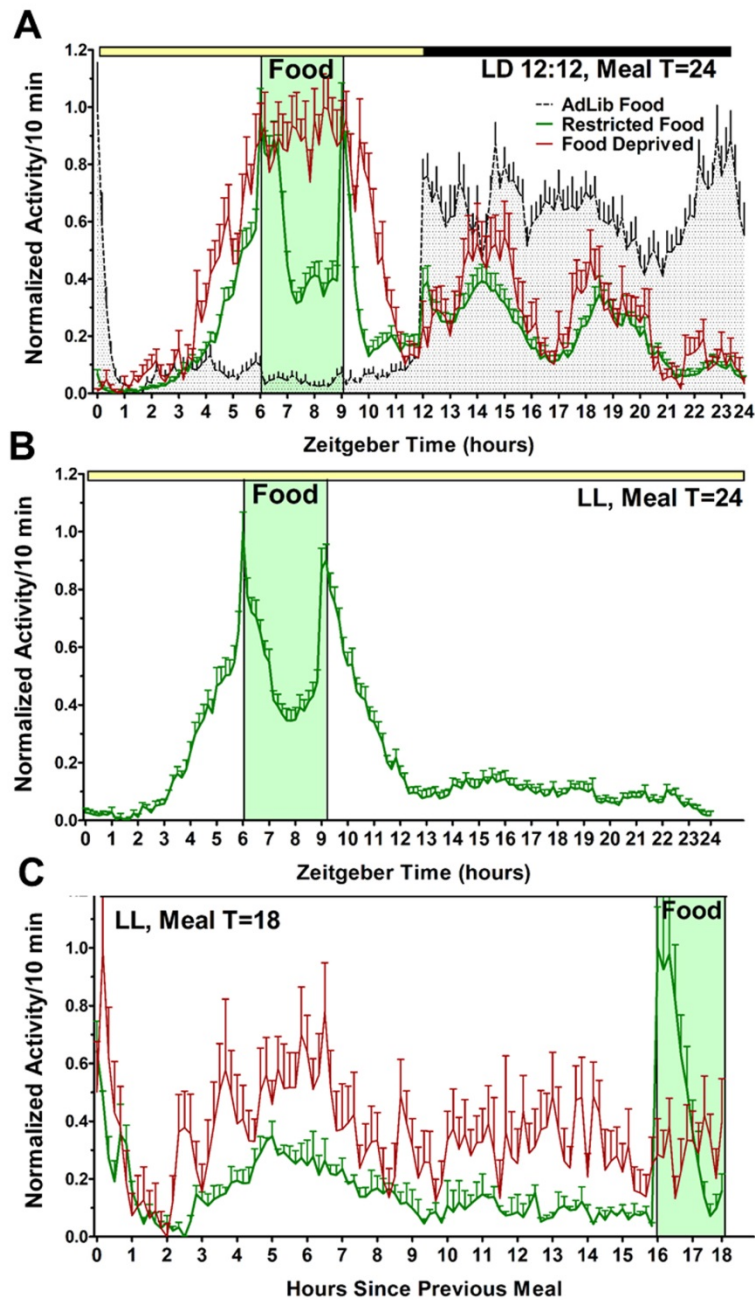 A
1.2
1.0
0.8
0.6
0.4
0.2
0.0
Normalized Activity/10 min
Food
LD 12:12, Meal T=24
AdLib Food
Restricted Food
Food Deprived
0 1 2 3 4 5 6 7 8 9 10 11 12 13 14 15 16 17 18 19 20 21 22 23 24
Zeitgeber Time (hours)
B
1.2
1.0
0.8
0.6
0.4
0.2
0.0
Normalized Activity/10 min
Food
LL, Meal T=24
0 1 2 3 4 5 6 7 8 9 10 11 12 13 14 15 16 17 18 19 20 21 22 2324
Zeitgeber Time (hours)
C
1.0
0.8
0.6
0.4
0.2
0.0
Normalized Activity/10 min
LL, Meal T=18
Food
0 1 2 3 4 5 6 7 8 9 10 11 12 13 14 15 16 17 18
Hours Since Previous Meal